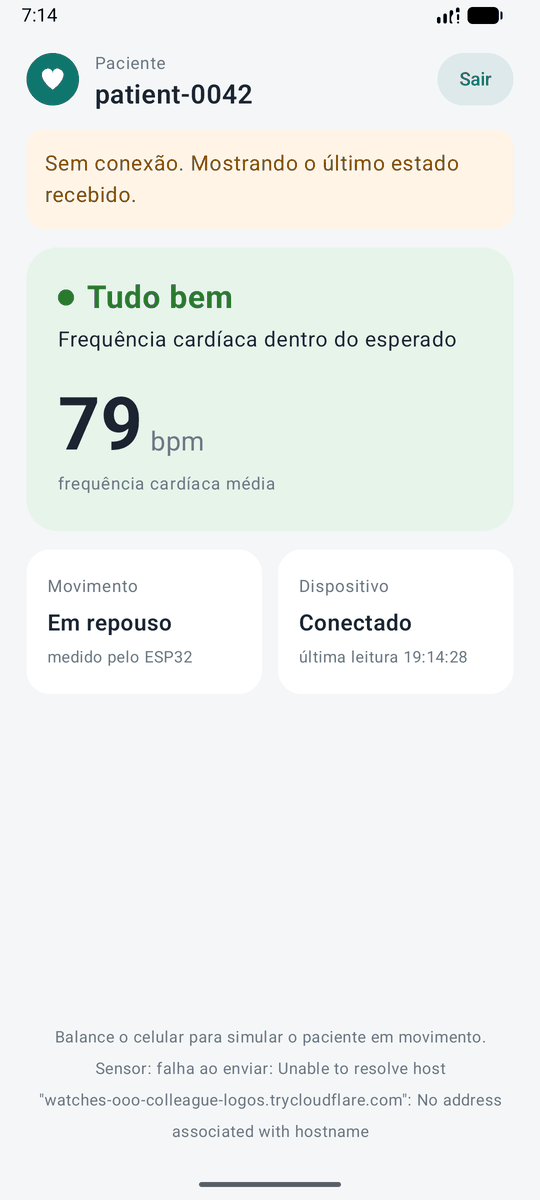 7:14
Paciente
patient-0042
Sair
Sem conexão. Mostrando o último estado
recebido.
Tudo bem
Frequência cardíaca dentro do esperado
79 bpm
frequência cardíaca média
Movimento
Em repouso
medido pelo ESP32
Dispositivo
Conectado
última leitura 19:14:28
Balance o celular para simular o paciente em movimento.
Sensor: falha ao enviar: Unable to resolve host
"watches-ooo-colleague-logos.trycloudflare.com": No address
associated with hostname